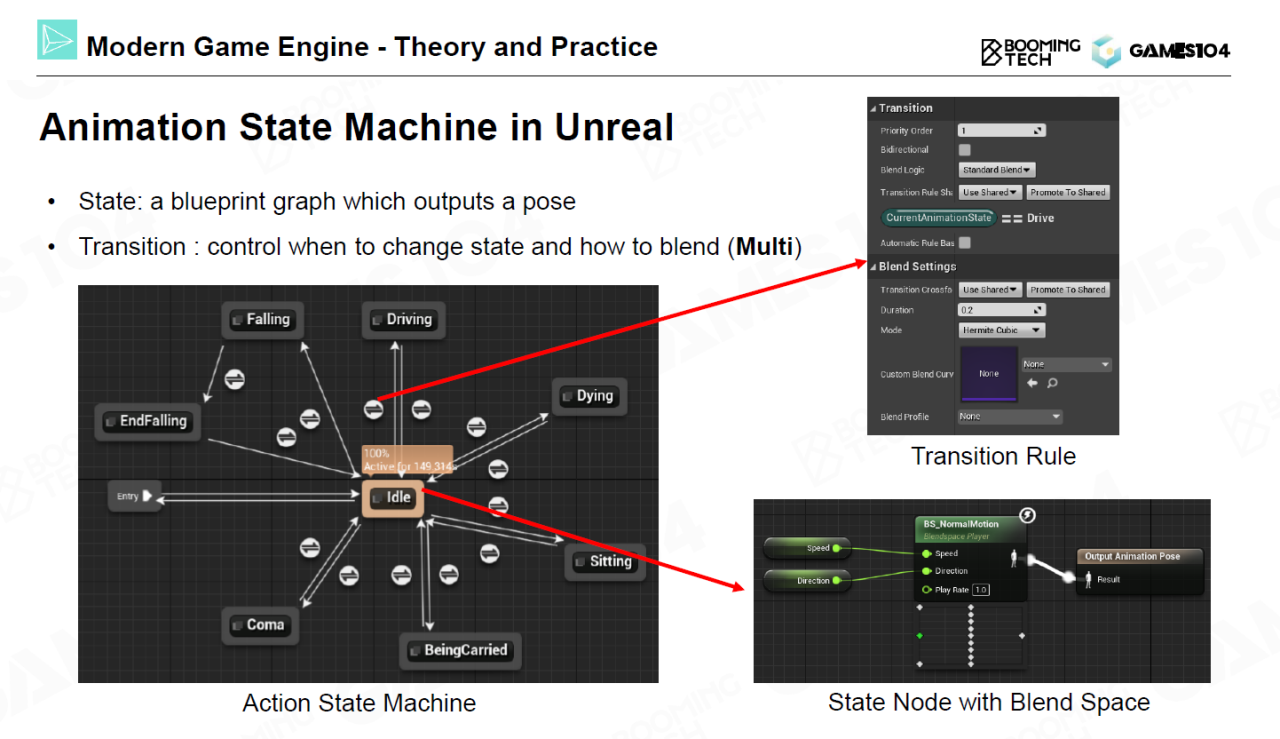 Modern Game Engine - Theory and Practice
BOOMING
TECH
GAMES104
Animation State Machine in Unreal
• State: a blueprint graph which outputs a pose
• Transition : control when to change state and how to blend (Multi)
Falling
Driving
Dying
EndFalling
100%
Active for 149.314s
Entry
Idle
Sitting
Coma
BeingCarried
Action State Machine
Transition
Priority Order 1
Bidirectional
Blend Logic Standard Blend
Transition Rule Sha Use Shared Promote To Shared
CurrentAnimationState == Drive
Automatic Rule Bas
Blend Settings
Transition Crossfa Use Shared Promote To Shared
Duration 0.2
Mode Hermite Cubic
Custom Blend Curv None None
Blend Profile None
Transition Rule
BS_NormalMotion
Blendspace Player
Speed Speed
Direction Direction
Play Rate 1.0
Output Animation Pose
Result
State Node with Blend Space